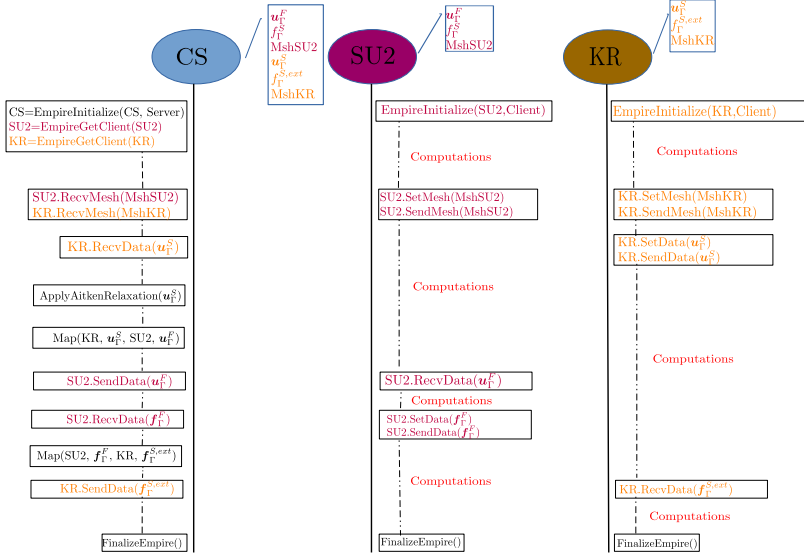 CS
u_Γ^F
f_Γ^S
MshSU2
u_Γ^S
f_Γ^{S,ext}
MshKR
SU2
u_Γ^F
f_Γ^S
MshSU2
KR
u_Γ^S
f_Γ^{S,ext}
MshKR
CS=EmpireInitialize(CS, Server)
SU2=EmpireGetClient(SU2)
KR=EmpireGetClient(KR)
SU2.RecvMesh(MshSU2)
KR.RecvMesh(MshKR)
KR.RecvData(u_Γ^S)
ApplyAitkenRelaxation(u_Γ^S)
Map(KR, u_Γ^S, SU2, u_Γ^F)
SU2.SendData(u_Γ^F)
SU2.RecvData(f_Γ^F)
Map(SU2, f_Γ^F, KR, f_Γ^{S,ext})
KR.SendData(f_Γ^{S,ext})
FinalizeEmpire()
EmpireInitialize(SU2,Client)
Computations
SU2.SetMesh(MshSU2)
SU2.SendMesh(MshSU2)
Computations
SU2.RecvData(u_Γ^F)
Computations
SU2.SetData(f_Γ^F)
SU2.SendData(f_Γ^F)
Computations
FinalizeEmpire()
EmpireInitialize(KR,Client)
Computations
KR.SetMesh(MshKR)
KR.SendMesh(MshKR)
KR.SetData(u_Γ^S)
KR.SendData(u_Γ^S)
Computations
KR.RecvData(f_Γ^{S,ext})
Computations
FinalizeEmpire()